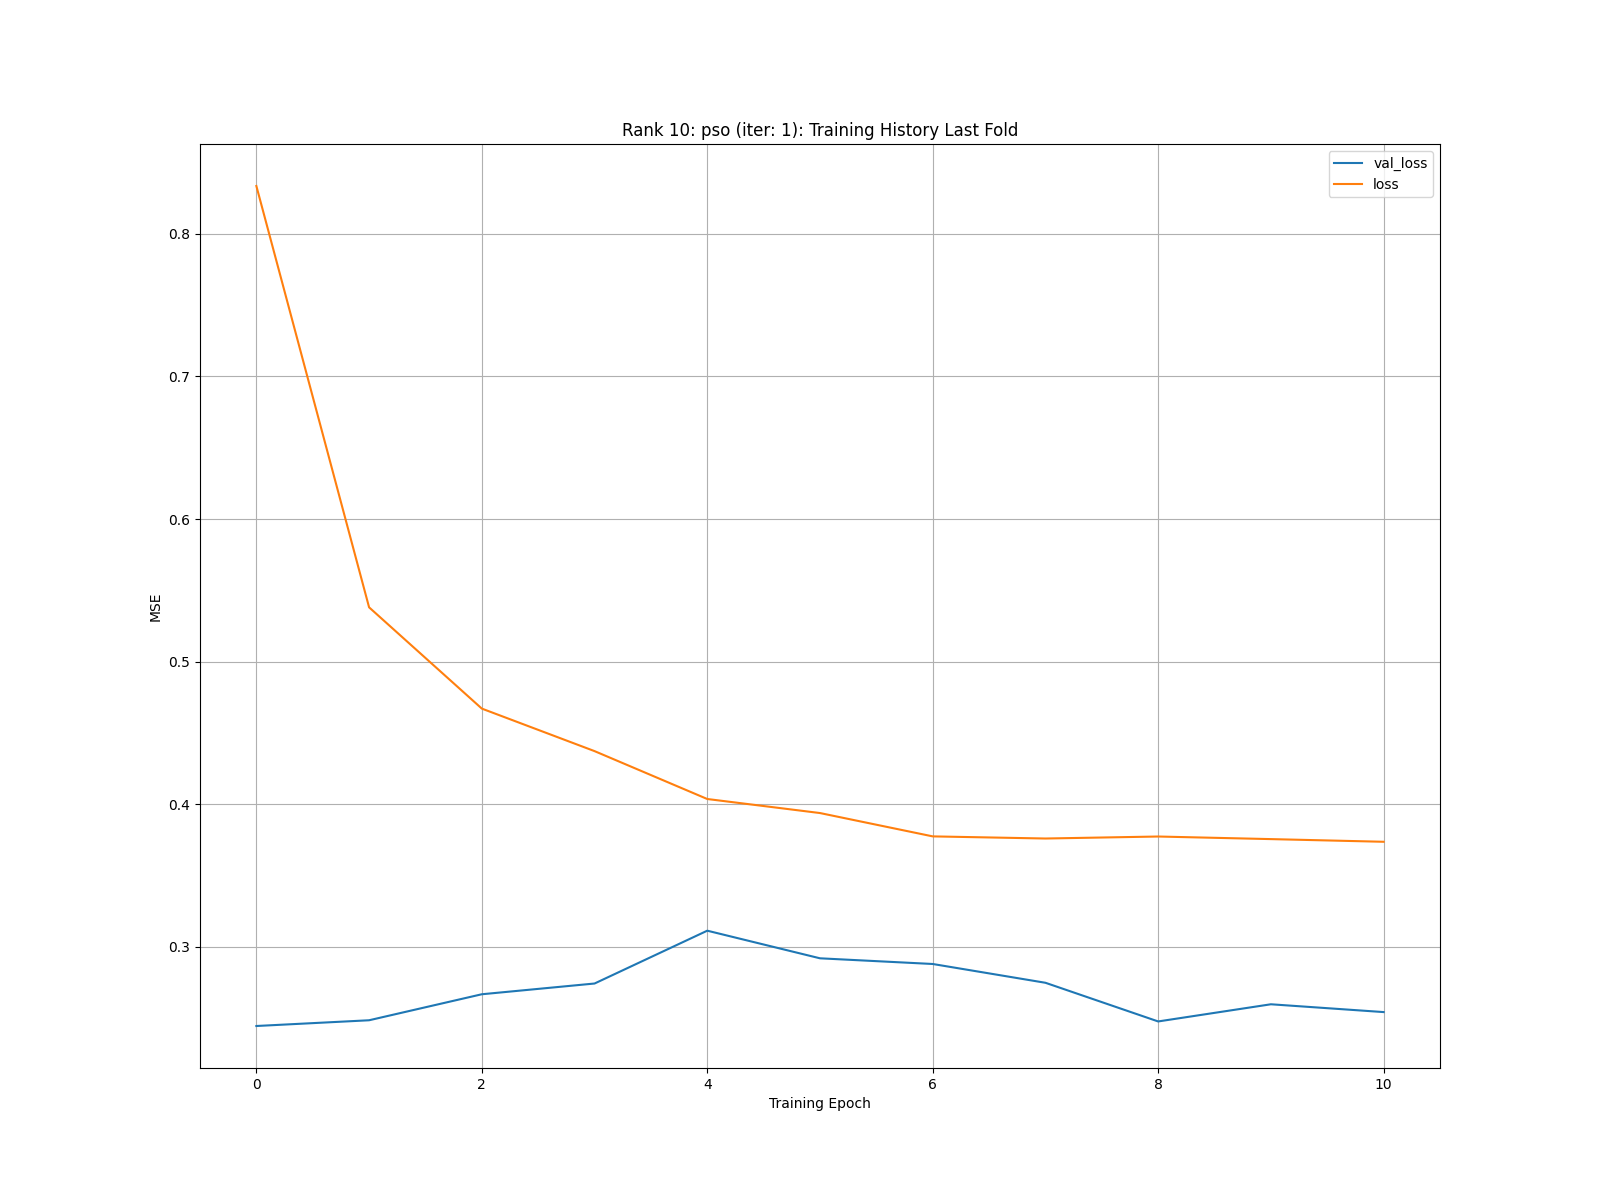 Rank 10: pso (iter: 1): Training History Last Fold
val_loss
loss
0.8
0.7
0.6
0.5
0.4
0.3
MSE
0 2 4 6 8 10
Training Epoch